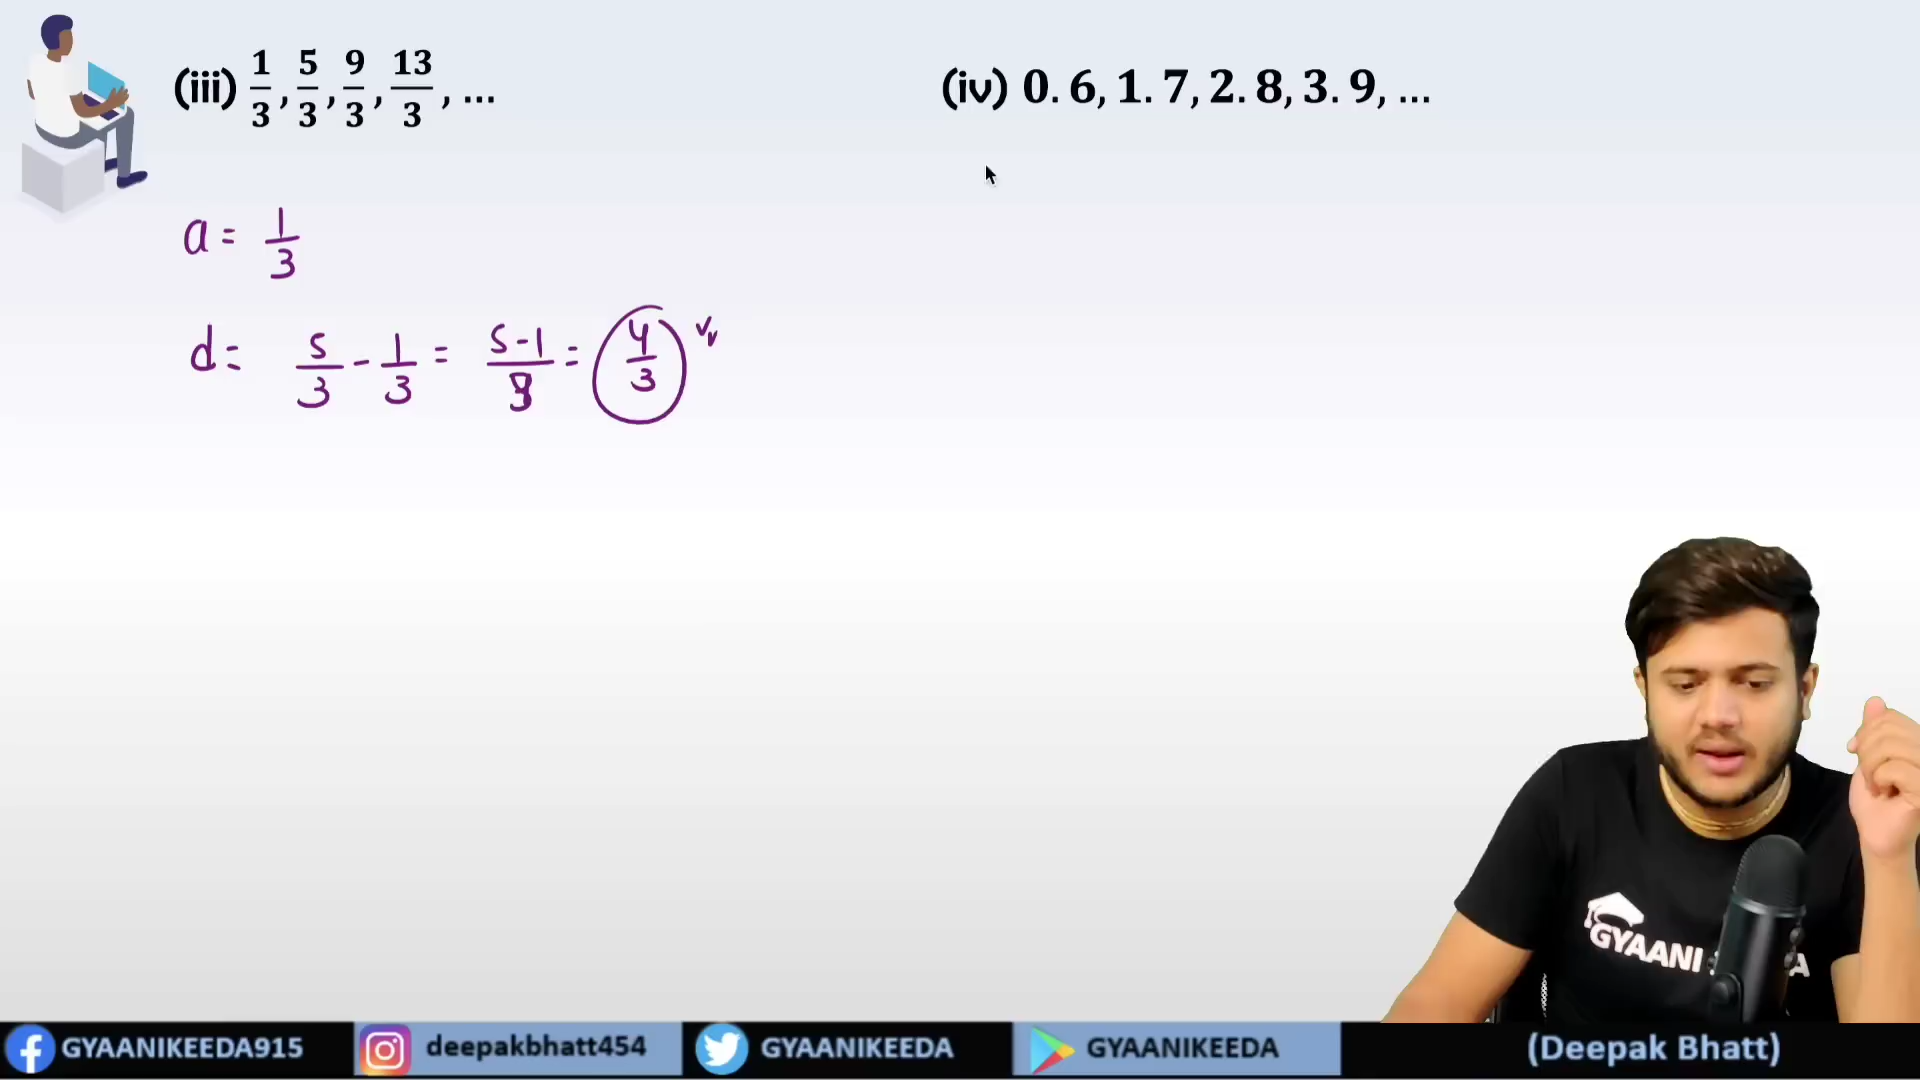 (iii) 1/3, 5/3, 9/3, 13/3, ...
(iv) 0.6, 1.7, 2.8, 3.9, ...
a = 1/3
d = 5/3 - 1/3 = 5-1/3 = 4/3
GYAANI
A
GYAANIKEEDA915
deepakbhatt454
GYAANIKEEDA
GYAANIKEEDA
(Deepak Bhatt)